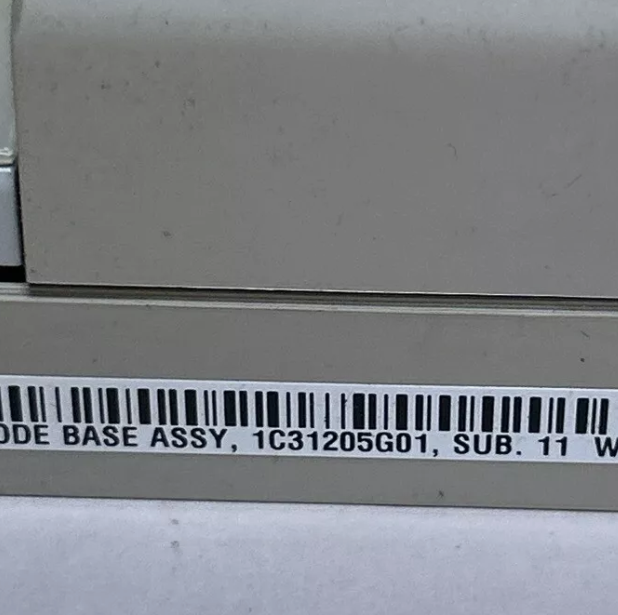 ODE BASE ASSY, 1C31205G01, SUB. 11 W